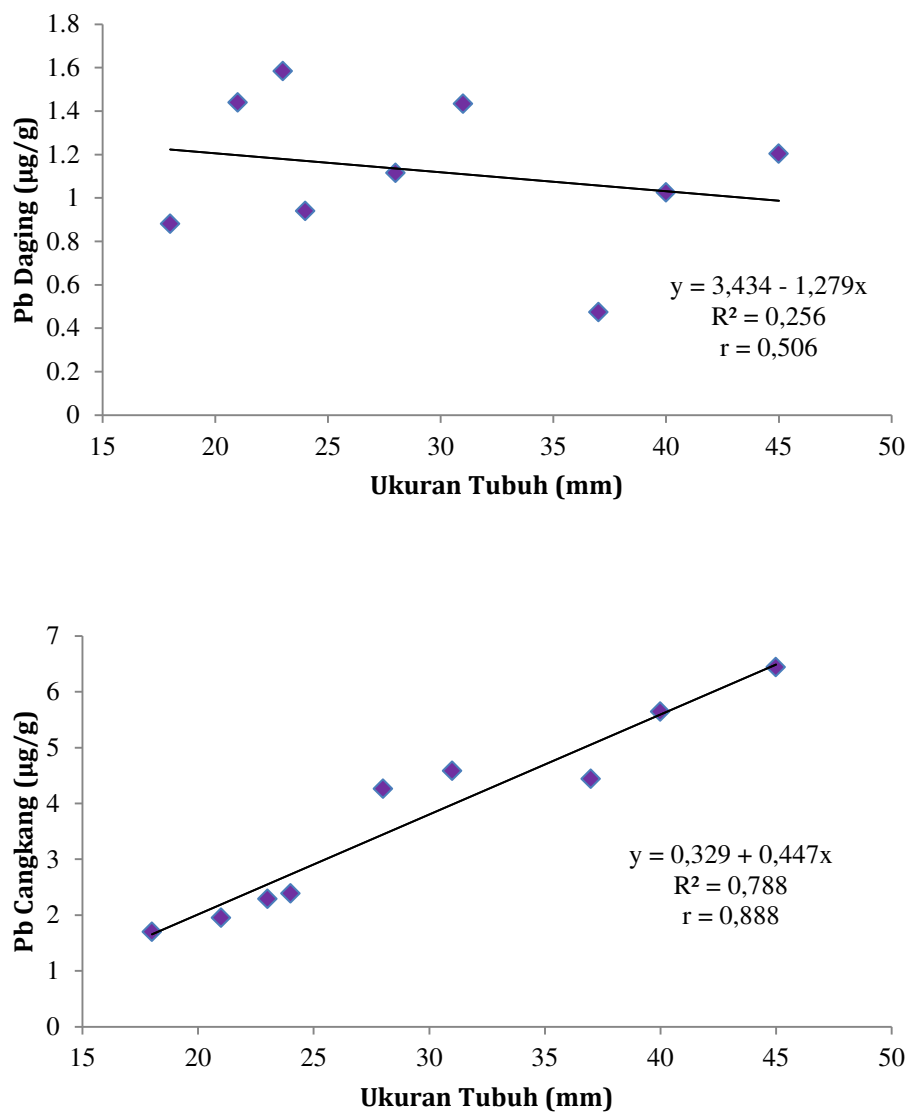 1.8
1.6
1.4
1.2
1
0.8
0.6
0.4
0.2
0
Pb Daging (µg/g)
y = 3,434 - 1,279x
R² = 0,256
r = 0,506
15 20 25 30 35 40 45 50
Ukuran Tubuh (mm)
7
6
5
4
3
2
1
0
Pb Cangkang (µg/g)
y = 0,329 + 0,447x
R² = 0,788
r = 0,888
15 20 25 30 35 40 45 50
Ukuran Tubuh (mm)